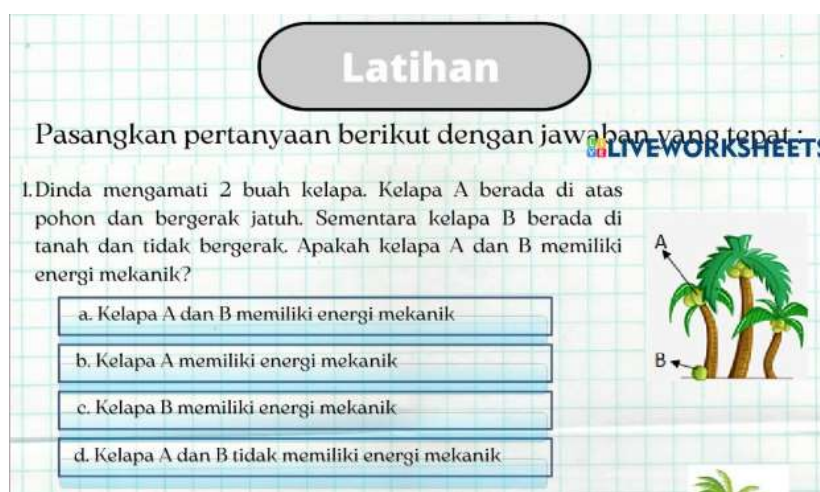 Latihan
Pasangkan pertanyaan berikut dengan jawaban yang tepat :
LIVEWORKSHEETS
1. Dinda mengamati 2 buah kelapa. Kelapa A berada di atas
pohon dan bergerak jatuh. Sementara kelapa B berada di
tanah dan tidak bergerak. Apakah kelapa A dan B memiliki
energi mekanik?
A
B
a. Kelapa A dan B memiliki energi mekanik
b. Kelapa A memiliki energi mekanik
c. Kelapa B memiliki energi mekanik
d. Kelapa A dan B tidak memiliki energi mekanik